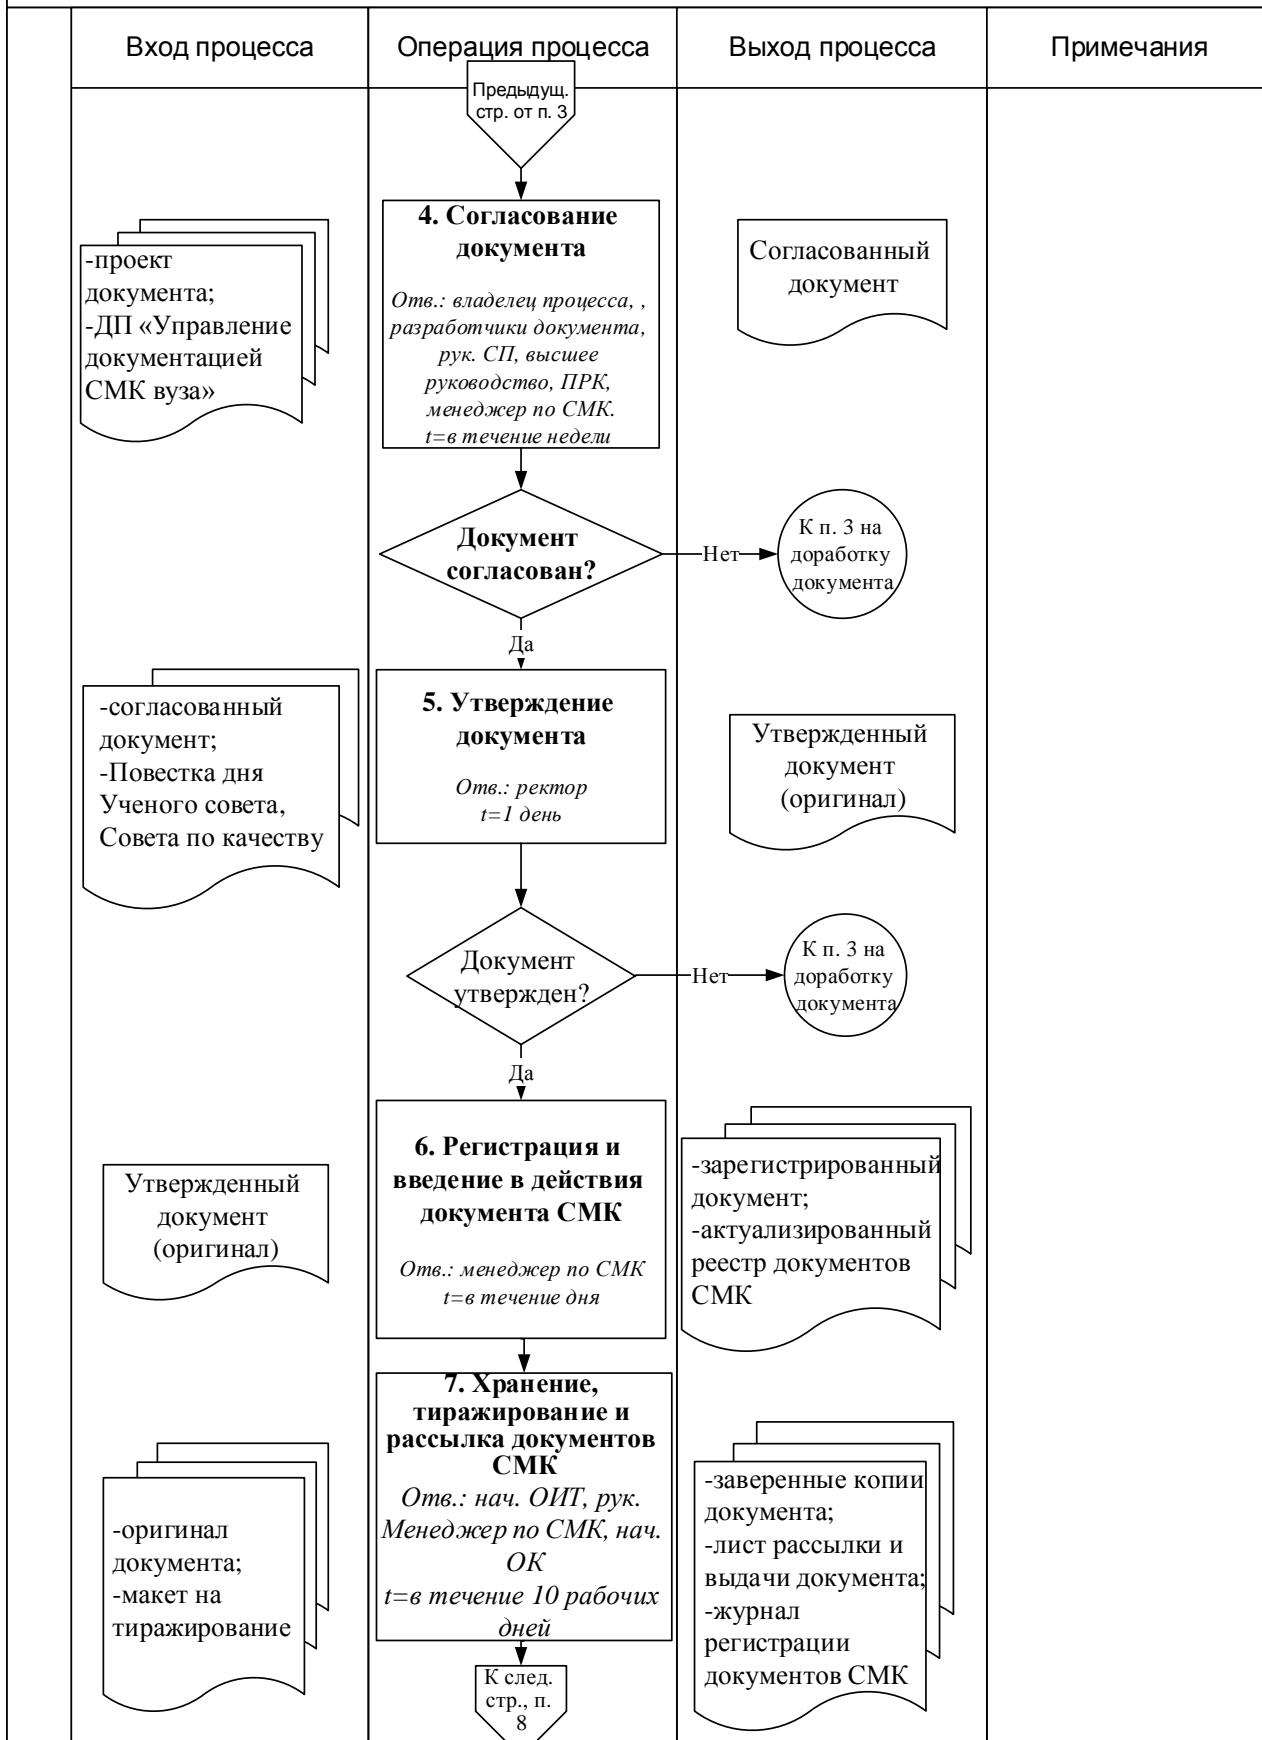 Вход процесса
Операция процесса
Выход процесса
Примечания
Предыдущ.
стр. от п. 3
-проект
документа;
-ДП «Управление
документацией
СМК вуза»
4. Согласование
документа
Отв.: владелец процесса, ,
разработчики документа,
рук. СП, высшее
руководство, ПРК,
менеджер по СМК.
t=в течение недели
Согласованный
документ
Документ
согласован?
Нет
К п. 3 на
доработку
документа
Да
-согласованный
документ;
-Повестка дня
Ученого совета,
Совета по качеству
5. Утверждение
документа
Отв.: ректор
t=1 день
Утвержденный
документ
(оригинал)
Документ
утвержден?
Нет
К п. 3 на
доработку
документа
Да
Утвержденный
документ
(оригинал)
6. Регистрация и
введение в действия
документа СМК
Отв.: менеджер по СМК
t=в течение дня
-зарегистрированный
документ;
-актуализированный
реестр документов
СМК
-оригинал
документа;
-макет на
тиражирование
7. Хранение,
тиражирование и
рассылка документов
СМК
Отв.: нач. ОИТ, рук.
Менеджер по СМК, нач.
ОК
t=в течение 10 рабочих
дней
-заверенные копии
документа;
-лист рассылки и
выдачи документа;
-журнал
регистрации
документов СМК
К след.
стр., п.
8